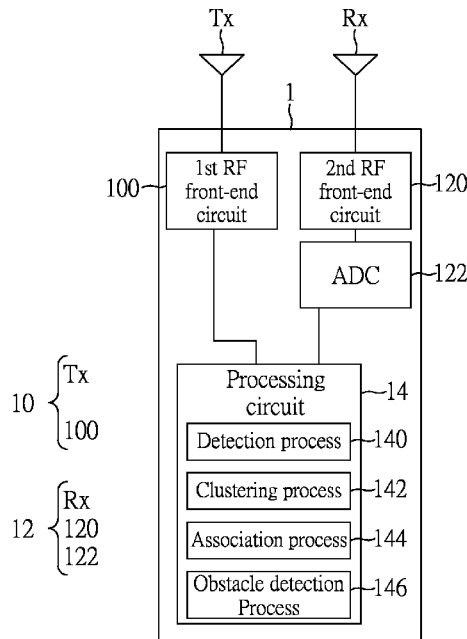 Tx
Rx
1
100
1st RF
front-end
circuit
2nd RF
front-end
circuit
120
ADC
122
Processing
circuit
14
Detection process
140
Clustering process
142
Association process
144
Obstacle detection
Process
146
10
Tx
100
12
Rx
120
122